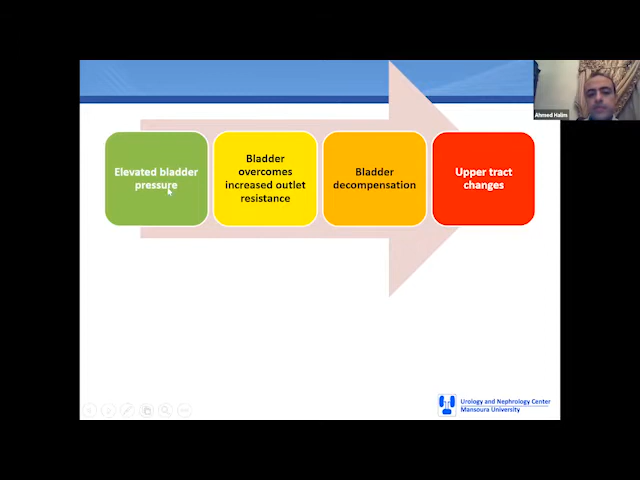 Ahmed Halim
Elevated bladder
pressure
Bladder
overcomes
increased outlet
resistance
Bladder
decompensation
Upper tract
changes
Urology and Nephrology Center
Mansoura University